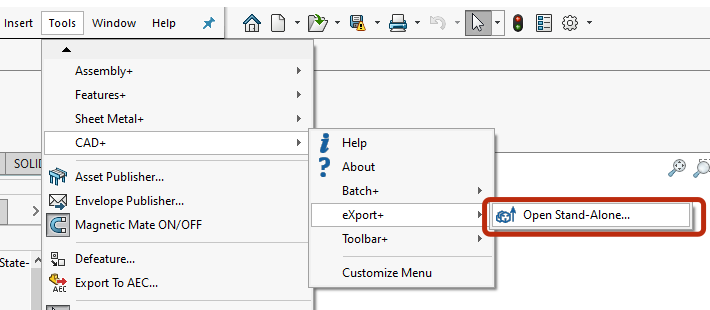 Insert Tools Window Help
Assembly+
Features+
Sheet Metal+
CAD+
SOLID
Asset Publisher...
Envelope Publisher...
Magnetic Mate ON/OFF
State-
Defeature...
Export To AEC...
AEC
Help
About
Batch+
eXport+
Toolbar+
Customize Menu
Open Stand-Alone...